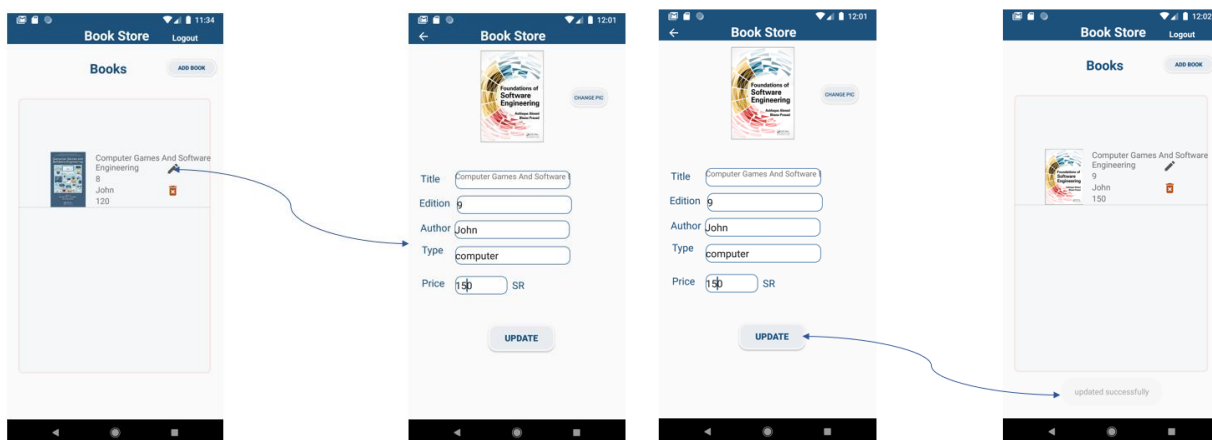 11:34
Book Store
Logout
Books
ADD BOOK
Computer Games And Software
Engineering
8
John
120
12:01
Book Store
Foundations of
Software
Engineering
CHANGE PIC
Title
Computer Games And Software
Edition
9
Author
John
Type
computer
Price
150
SR
UPDATE
12:01
Book Store
Foundations of
Software
Engineering
CHANGE PIC
Title
Computer Games And Software
Edition
9
Author
John
Type
computer
Price
150
SR
UPDATE
12:02
Book Store
Logout
Books
ADD BOOK
Computer Games And Software
Engineering
9
John
150
updated successfully